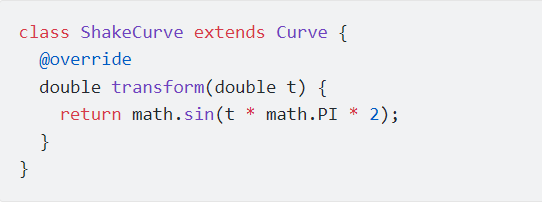 class ShakeCurve extends Curve {
  @override
  double transform(double t) {
    return math.sin(t * math.PI * 2);
  }
}